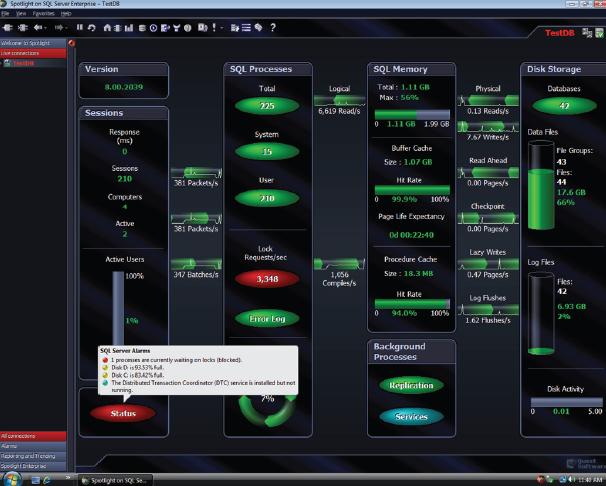 Spotlight on SQL Server Enterprise - TestDB
File View Favorites Help
TestDB
Welcome to Spotlight
Live connections
TestDB
Version
8.00.2039
Sessions
Response
(ms)
0
Sessions
210
Computers
4
Active
2
Active Users
100%
1%
381 Packets/s
381 Packets/s
347 Batches/s
SQL Processes
Total
225
System
15
User
210
Lock
Requests/sec
3,348
Error Log
7%
Logical
6,619 Read/s
1,056
Compiles/s
SQL Memory
Total : 1.11 GB
Max : 56%
0 1.11 GB 1.99 GB
Buffer Cache
Size : 1.07 GB
Hit Rate
99.9% 100%
Page Life Expectancy
0d 00:22:40
Procedure Cache
Size : 18.3 MB
Hit Rate
94.0% 100%
Background
Processes
Replication
Services
Physical
0.13 Reads/s
7.67 Writes/s
Read Ahead
0.00 Pages/s
Checkpoint
0.00 Pages/s
Lazy Writes
0.47 Pages/s
Log Flushes
1.62 Flushes/s
Disk Storage
Databases
42
Data Files
File Groups:
43
Files:
44
17.6 GB
66%
Log Files
Files:
42
6.93 GB
2%
Disk Activity
0 0.01 5.00
SQL Server Alarms
1 processes are currently waiting on locks (blocked).
Disk D: is 93.53% full.
Disk C: is 83.42% full.
The Distributed Transaction Coordinator (DTC) service is installed but not
running.
Status
All connections
Alarms
Reporting and Trending
Spotlight Enterprise
Quest
Software
Spotlight on SQL Se...
11:40 AM